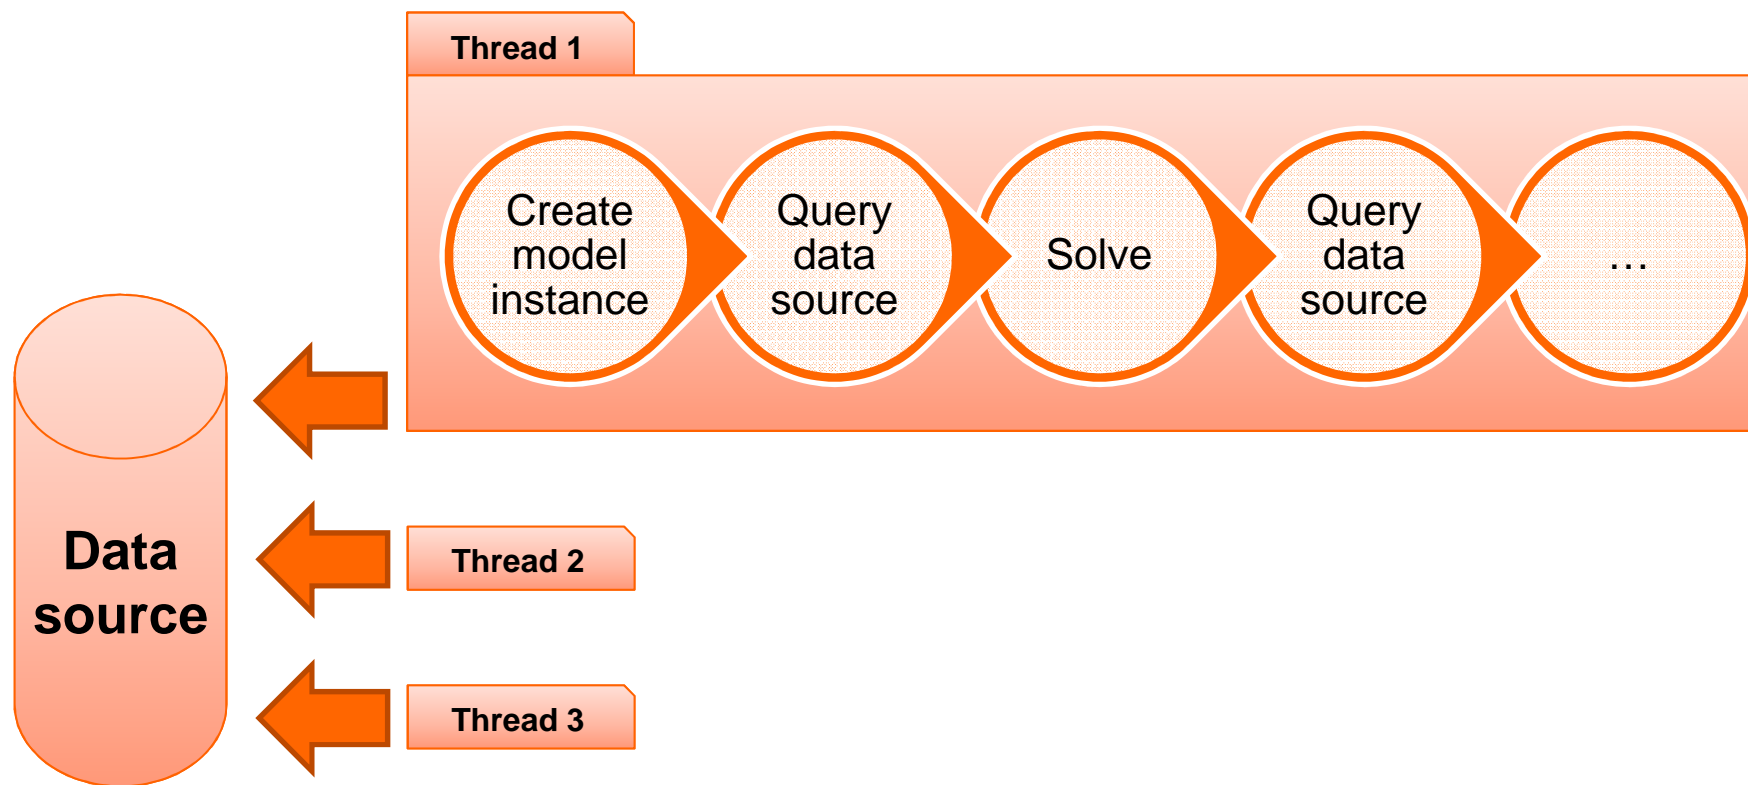 Thread 1
Create
model
instance
Query
data
source
Solve
Query
data
source
…
Data
source
Thread 2
Thread 3